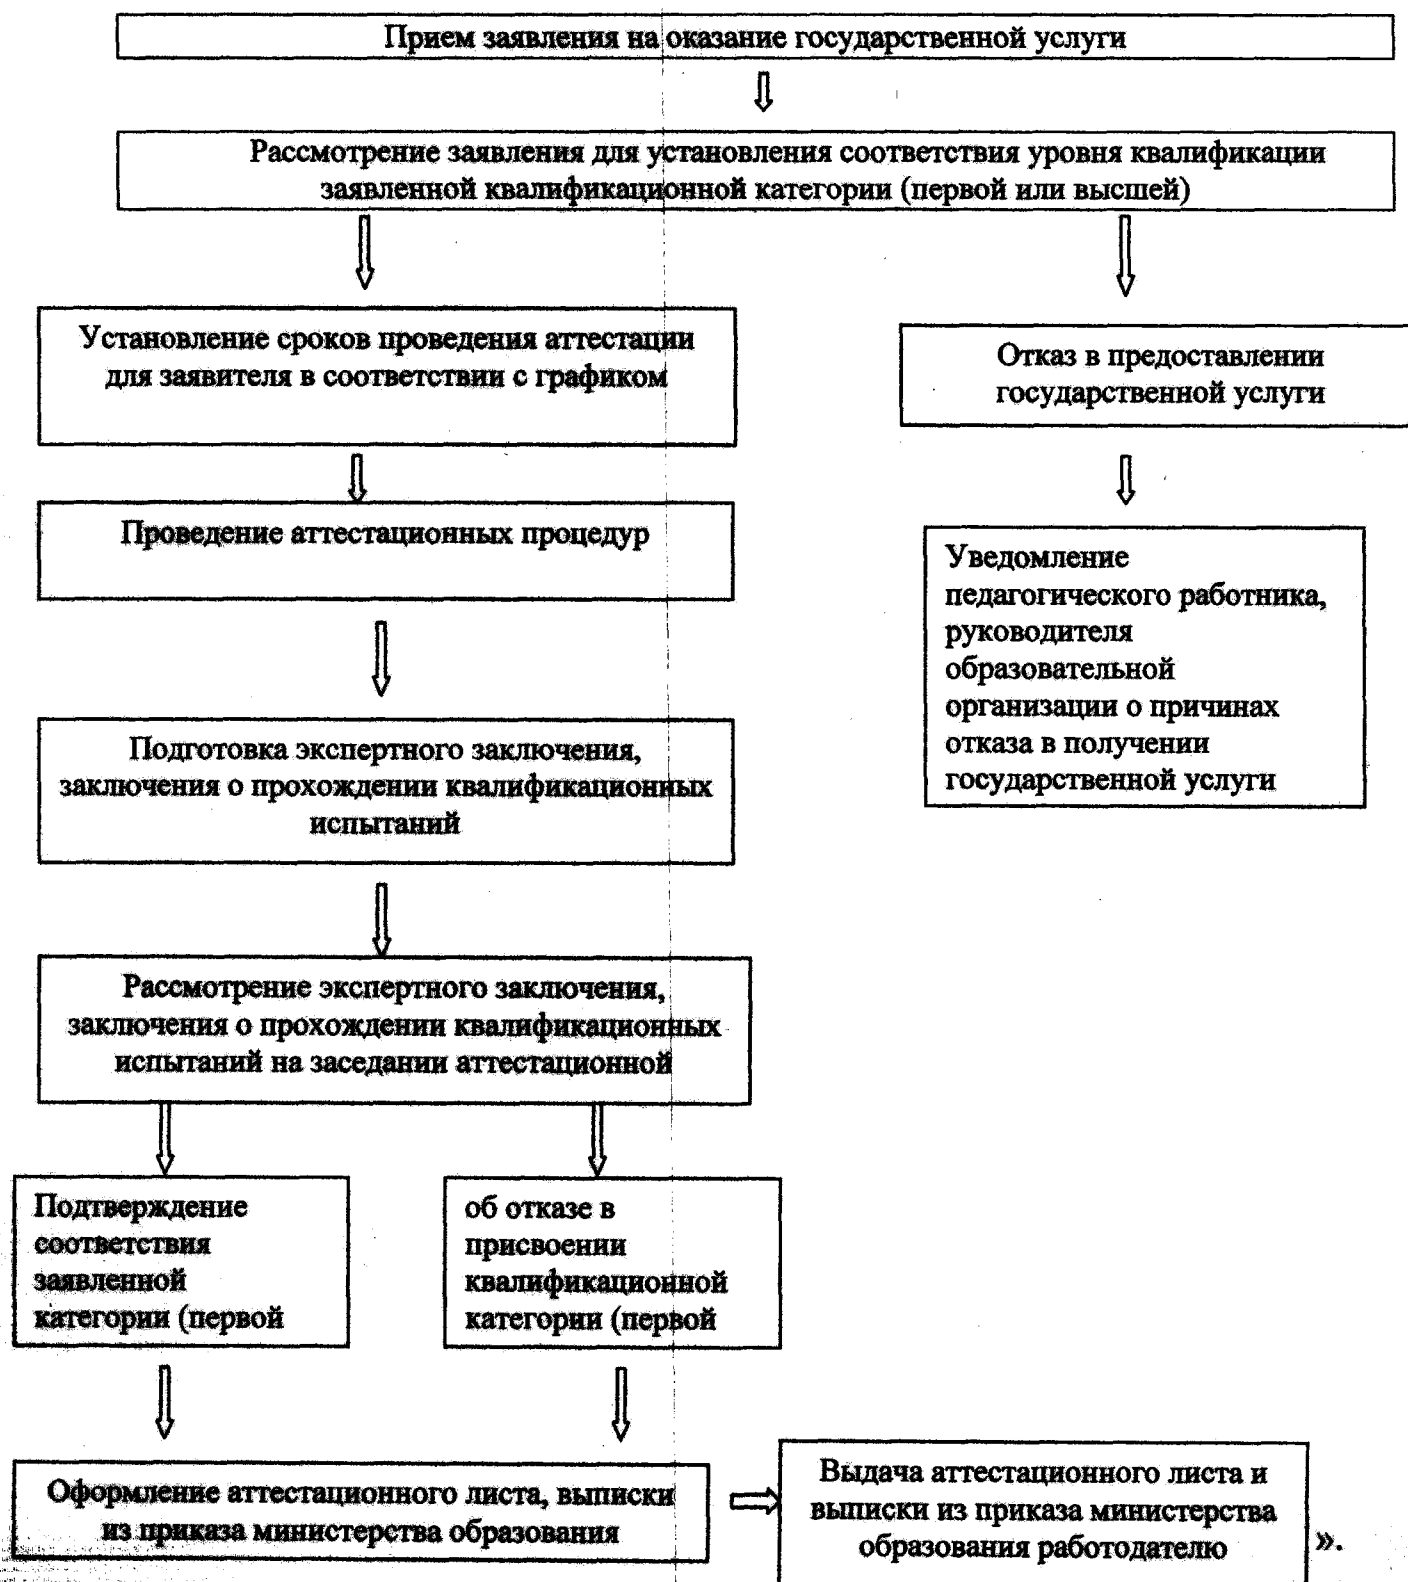 Прием заявления на оказание государственной услуги
Рассмотрение заявления для установления соответствия уровня квалификации
заявленной квалификационной категории (первой или высшей)
Установление сроков проведения аттестации
для заявителя в соответствии с графиком
Отказ в предоставлении
государственной услуги
Проведение аттестационных процедур
Уведомление
педагогического работника,
руководителя
образовательной
организации о причинах
отказа в получении
государственной услуги
Подготовка экспертного заключения,
заключения о прохождении квалификационных
испытаний
Рассмотрение экспертного заключения,
заключения о прохождении квалификационных
испытаний на заседании аттестационной
Подтверждение
соответствия
заявленной
категории (первой
об отказе в
присвоении
квалификационной
категории (первой
Оформление аттестационного листа, выписки
из приказа министерства образования
Выдача аттестационного листа и
выписки из приказа министерства
образования работодателю
».